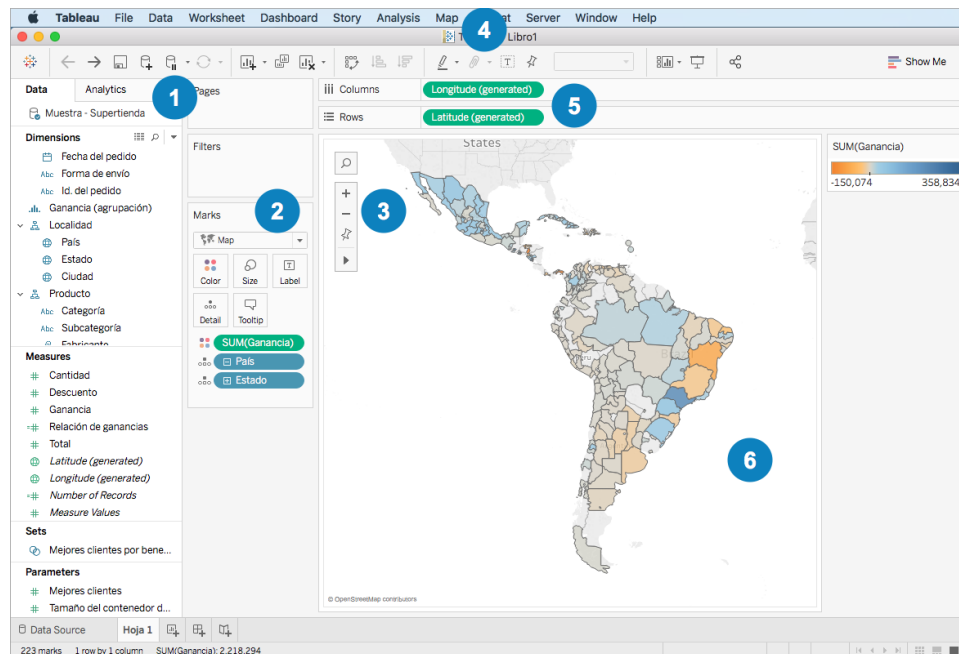 Tableau File Data Worksheet Dashboard Story Analysis Map Server Window Help
4
Libro1
Show Me
Data Analytics
1
Pages
iii Columns Longitude (generated)
5
Rows Latitude (generated)
Muestra - Supertienda
Dimensions
Fecha del pedido
Abc Forma de envío
Abc Id. del pedido
Ganancia (agrupación)
Localidad
País
Estado
Ciudad
Producto
Abc Categoría
Abc Subcategoría
Fabricante
Measures
# Cantidad
# Descuento
# Ganancia
=# Relación de ganancias
# Total
Latitude (generated)
Longitude (generated)
=# Number of Records
# Measure Values
Sets
Mejores clientes por bene...
Parameters
# Mejores clientes
# Tamaño del contenedor d...
Filters
Marks
2
Map
Color Size Label
Detail Tooltip
SUM(Ganancia)
País
Estado
States
3
6
© OpenStreetMap contributors
SUM(Ganancia)
-150,074 358,834
Data Source Hoja 1
223 marks 1 row by 1 column SUM(Ganancia): 2,218,294